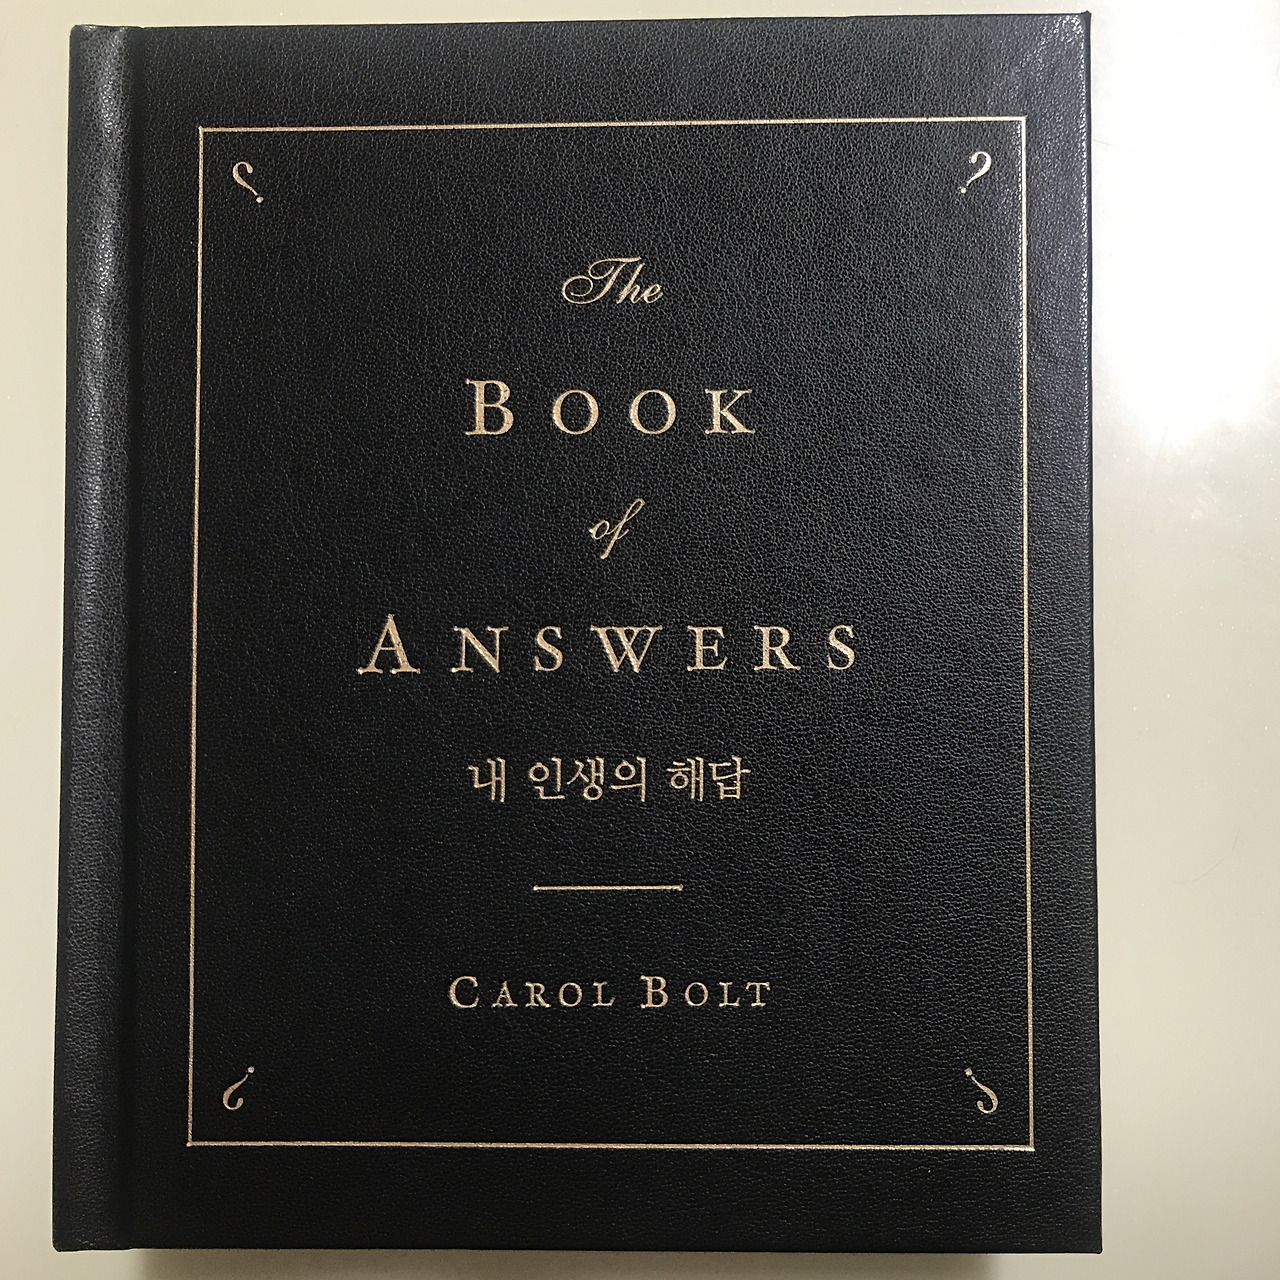 The
BOOK
of
ANSWERS
내 인생의 해답
CAROL BOLT